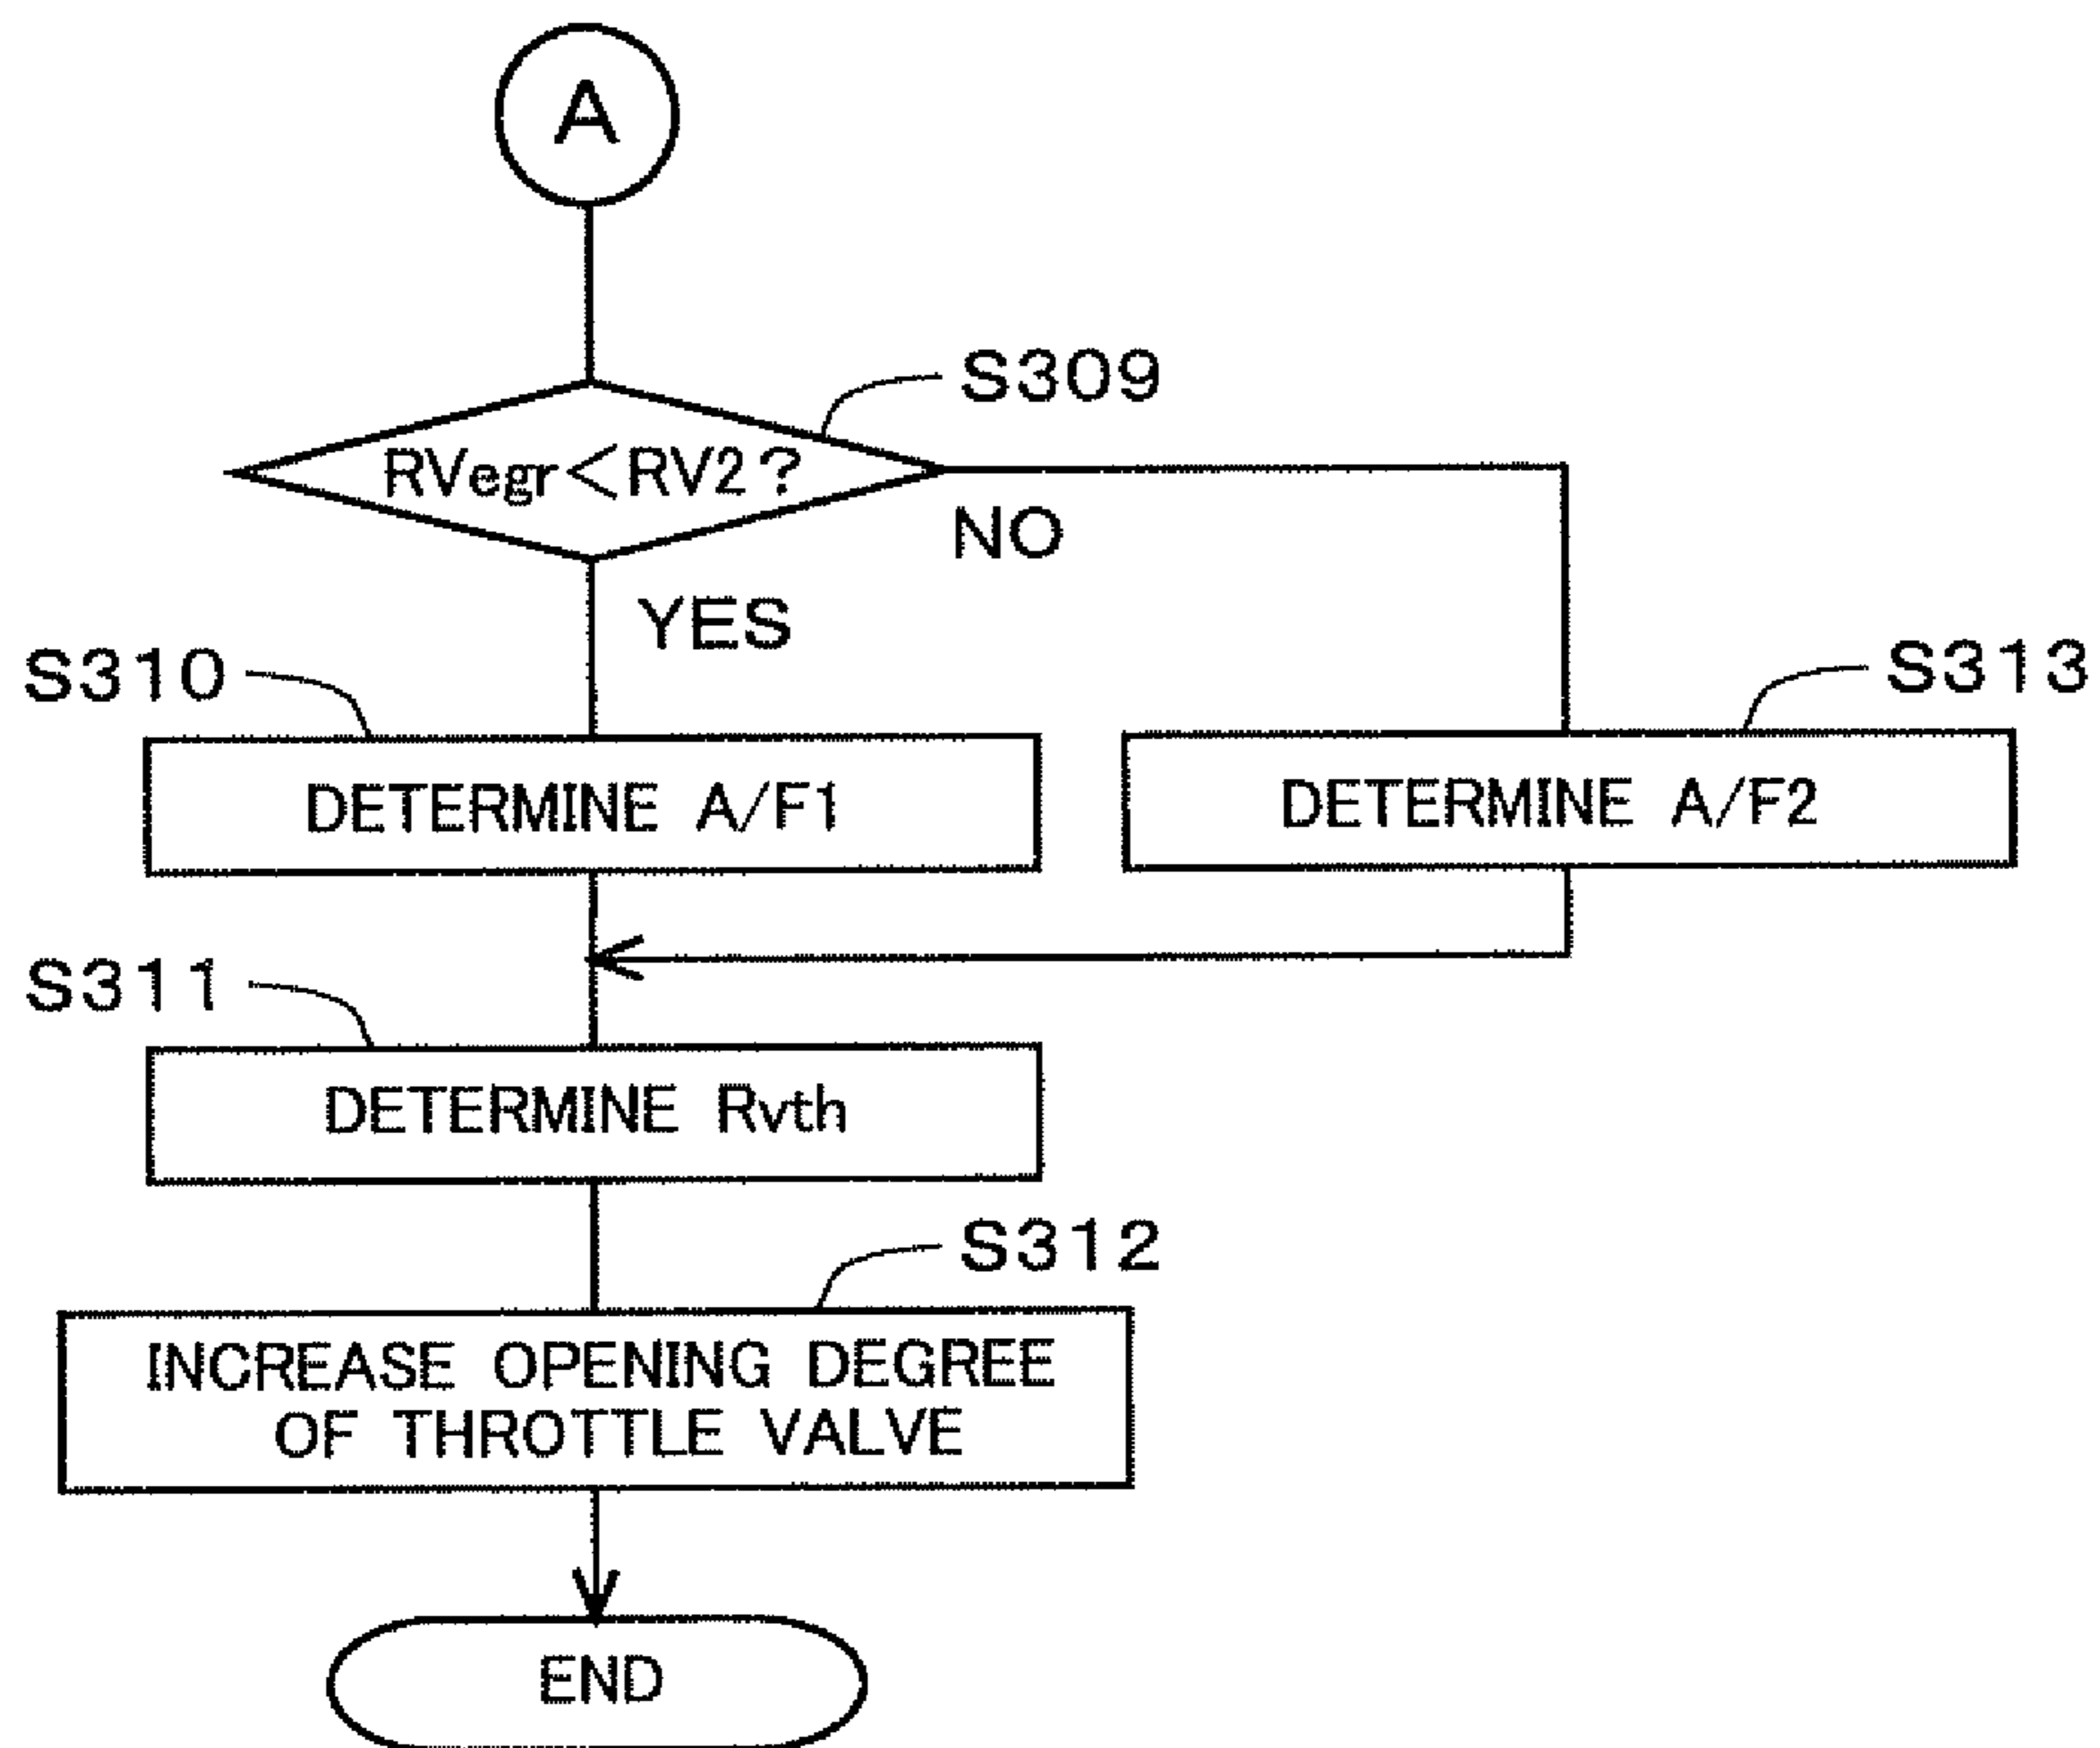 A
S309
RVegr<RV2?
NO
YES
S310
S313
DETERMINE A/F1
DETERMINE A/F2
S311
DETERMINE Rvth
S312
INCREASE OPENING DEGREE
OF THROTTLE VALVE
END